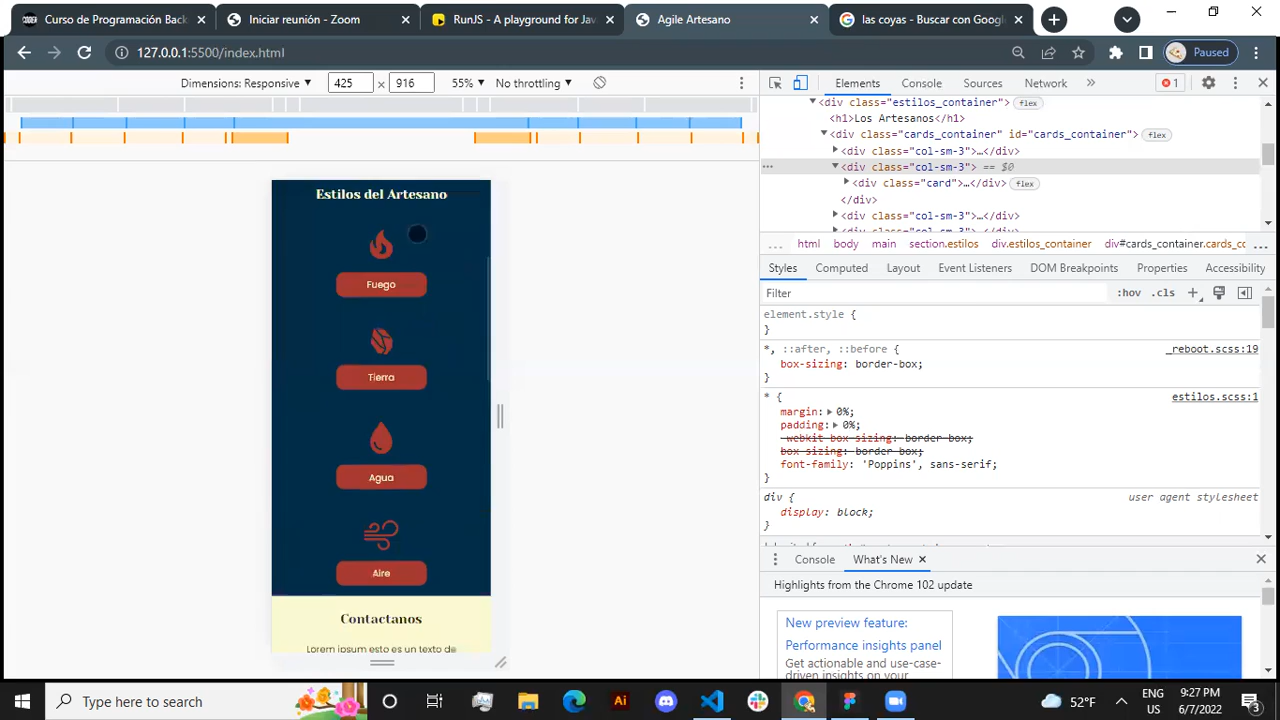 Curso de Programación Back
Iniciar reunión - Zoom
RunJS - A playground for Jav
Agile Artesano
las coyas - Buscar con Google
127.0.0.1:5500/index.html
Paused
Dimensions: Responsive
425
×
916
55%
No throttling
Elements
Console
Sources
Network
1
<div class="estilos_container">
flex
<h1>Los Artesanos</h1>
<div class="cards_container" id="cards_container">
flex
<div class="col-sm-3">…</div>
<div class="col-sm-3"> == $0
<div class="card">…</div>
flex
</div>
<div class="col-sm-3">…</div>
html body main section.estilos div.estilos_container div#cards_container.cards_co
Styles
Computed
Layout
Event Listeners
DOM Breakpoints
Properties
Accessibility
Filter
:hov .cls
element.style {
}
*, ::after, ::before {
_reboot.scss:19
box-sizing: border-box;
}
* {
estilos.scss:1
margin: 0%;
padding: 0%;
-webkit-box-sizing: border-box;
box-sizing: border-box;
font-family: 'Poppins', sans-serif;
}
div {
user agent stylesheet
display: block;
}
Console
What's New
Highlights from the Chrome 102 update
New preview feature:
Performance insights panel
Get actionable and use-case-
driven insights on your
Estilos del Artesano
Fuego
Tierra
Agua
Aire
Contactanos
Lorem ipsum esto es un texto de
Type here to search
Ai
52°F
ENG
US
9:27 PM
6/7/2022
3